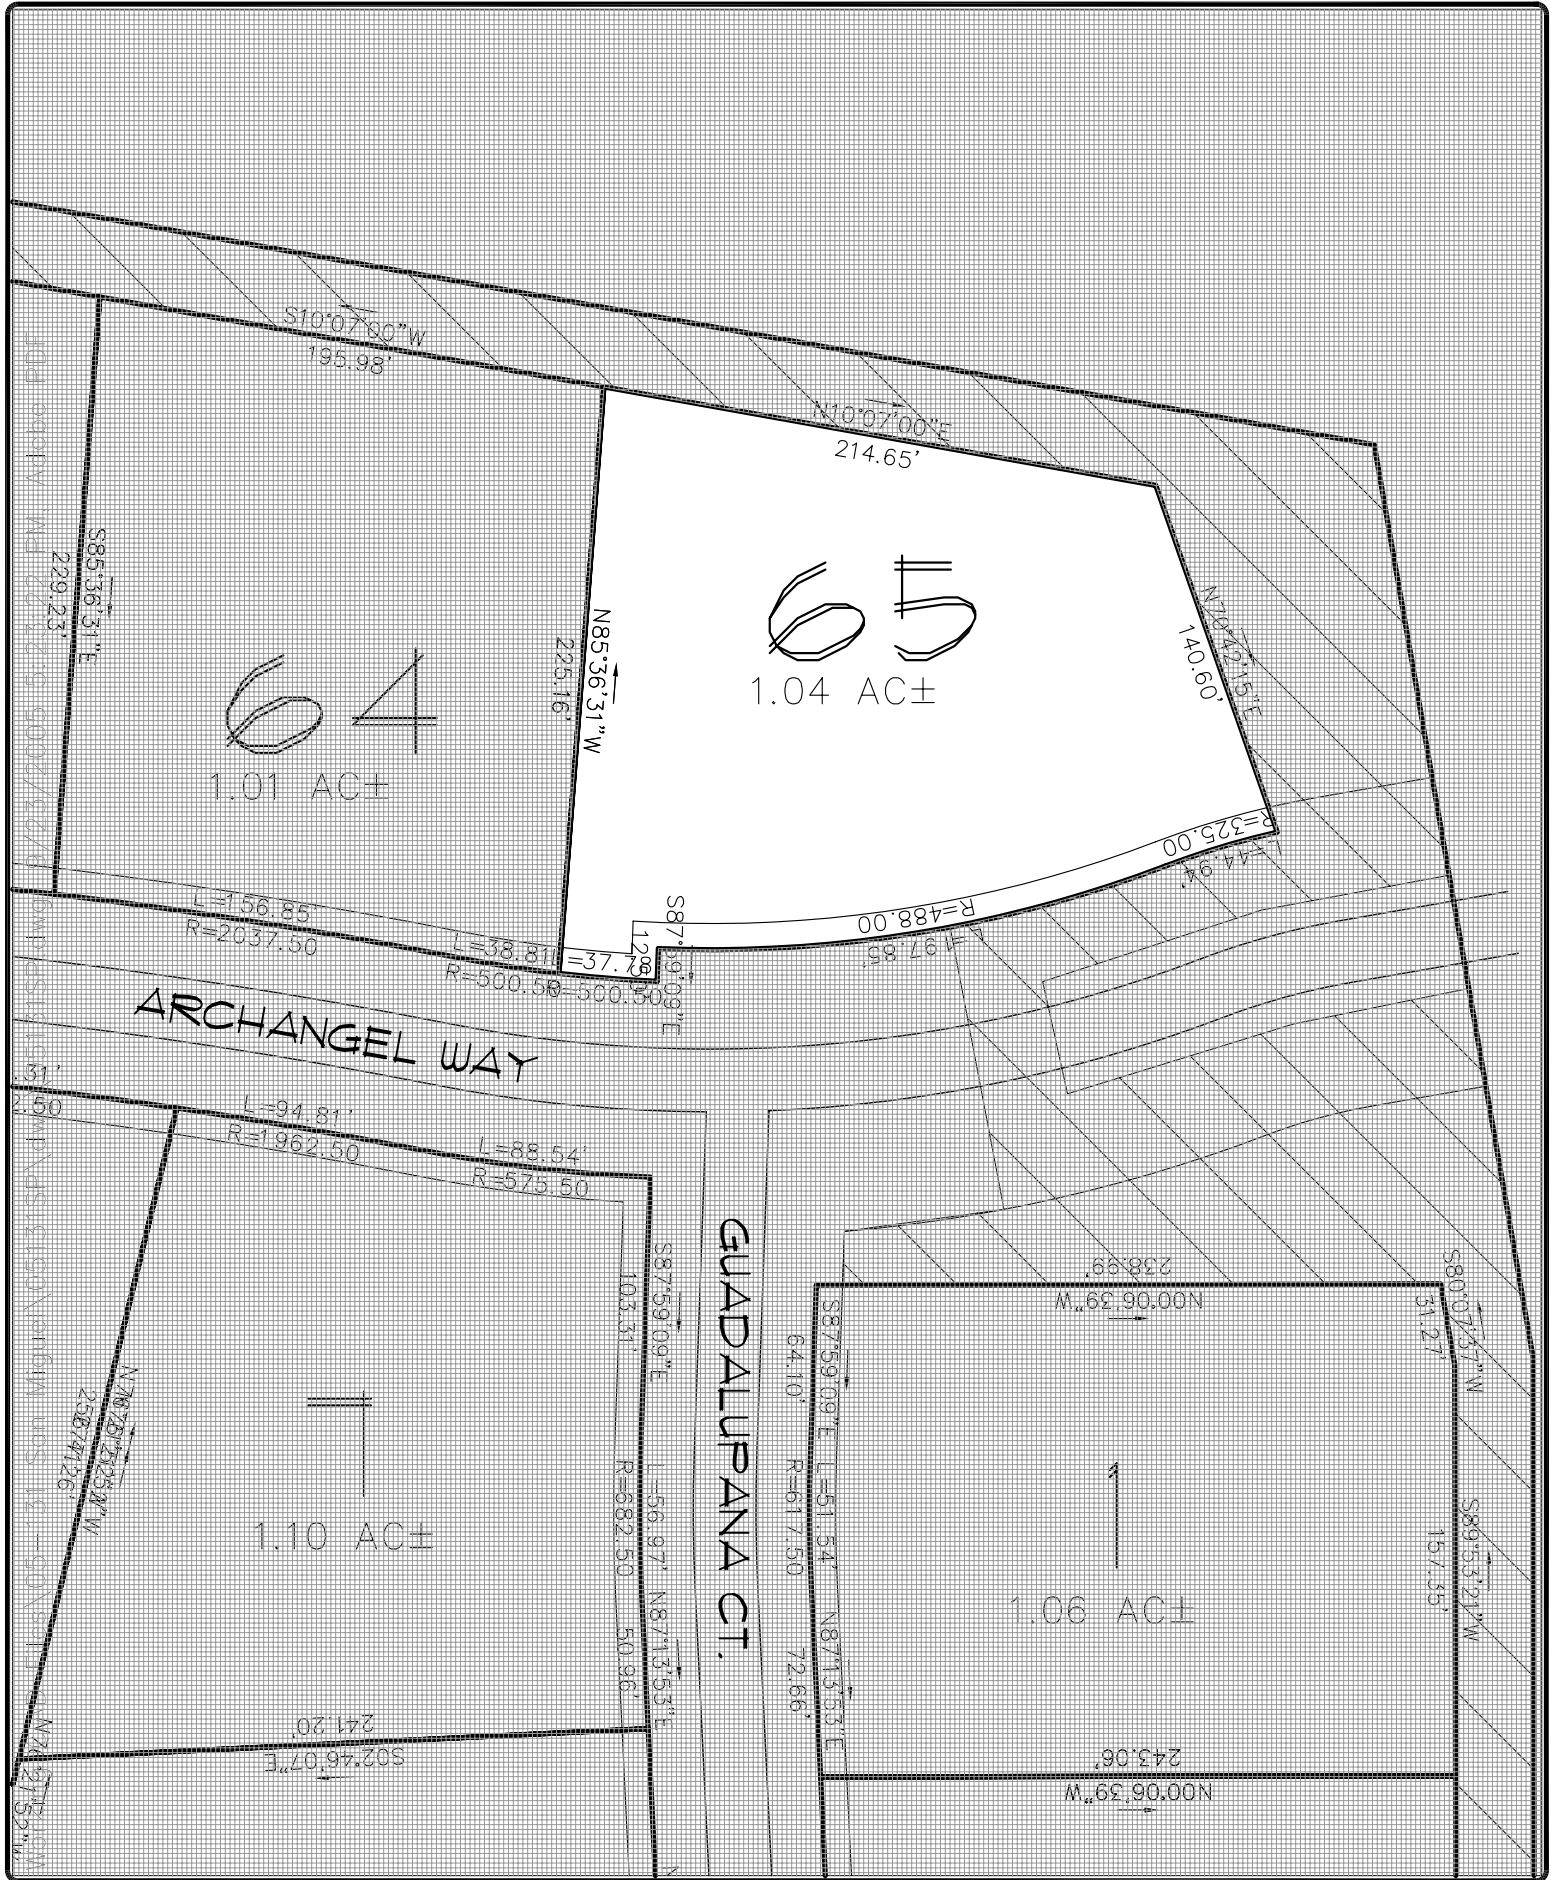 S10°07'00"W
195.98'
N10°07'00"E
214.65'
S85°36'31"E
229.23'
65
1.04 AC±
N70°42'15"E
140.60'
N85°36'31"W
225.16'
64
1.01 AC±
R=325.00
L=44.94'
R=488.00
L=156.85'
R=2037.50
L=38.81'
ARCHANGEL WAY
L=94.81'
R=1962.50
L=88.54'
R=575.50
GUADALUPANA CT.
S87°59'09"E
103.31'
L=56.97'
R=682.50
N87°13'53"E
50.96'
1.10 AC±
241.20'
S02°46'07"E
238.99'
N00°06'39"W
S80°07'57"W
31.27'
S87°59'09"E
64.10'
L=51.54'
R=617.50
N87°13'53"E
72.66'
1
1.06 AC±
S89°53'21"W
157.35'
243.06'
N00°06'39"W